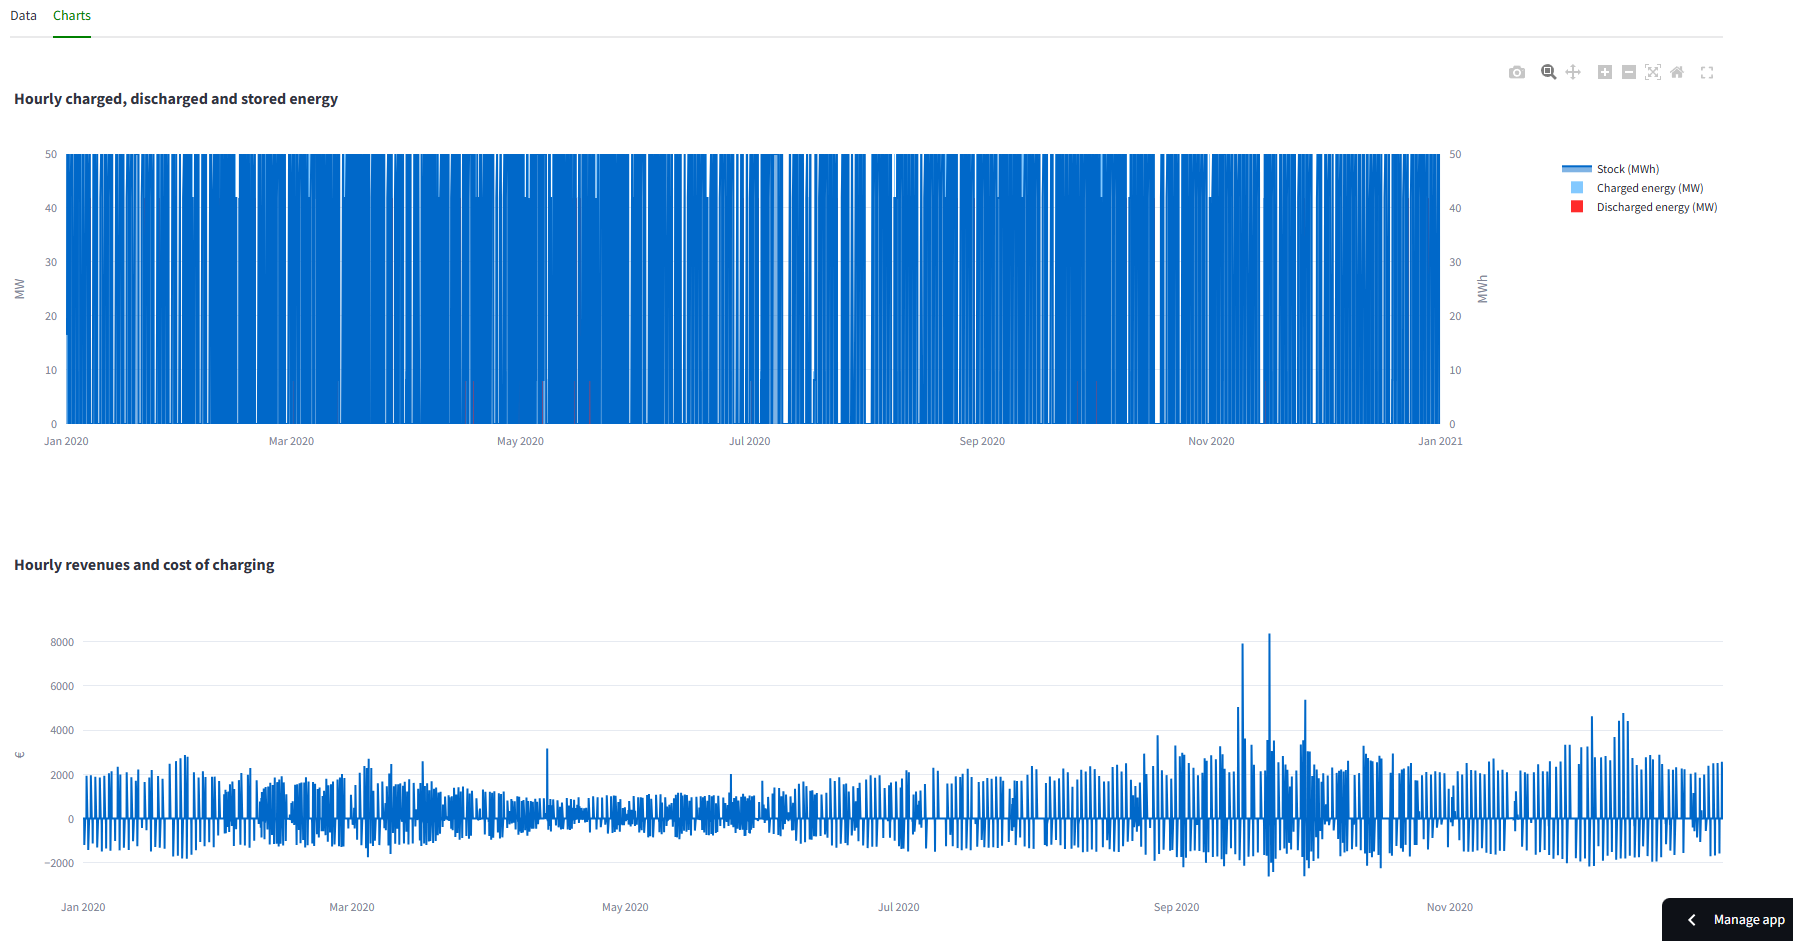 Data Charts
Hourly charged, discharged and stored energy
50
40
30
20
10
0
MW
50
40
30
20
10
0
MWh
Jan 2020 Mar 2020 May 2020 Jul 2020 Sep 2020 Nov 2020 Jan 2021
Stock (MWh)
Charged energy (MW)
Discharged energy (MW)
Hourly revenues and cost of charging
8000
6000
4000
2000
0
−2000
€
Jan 2020 Mar 2020 May 2020 Jul 2020 Sep 2020 Nov 2020
Manage app